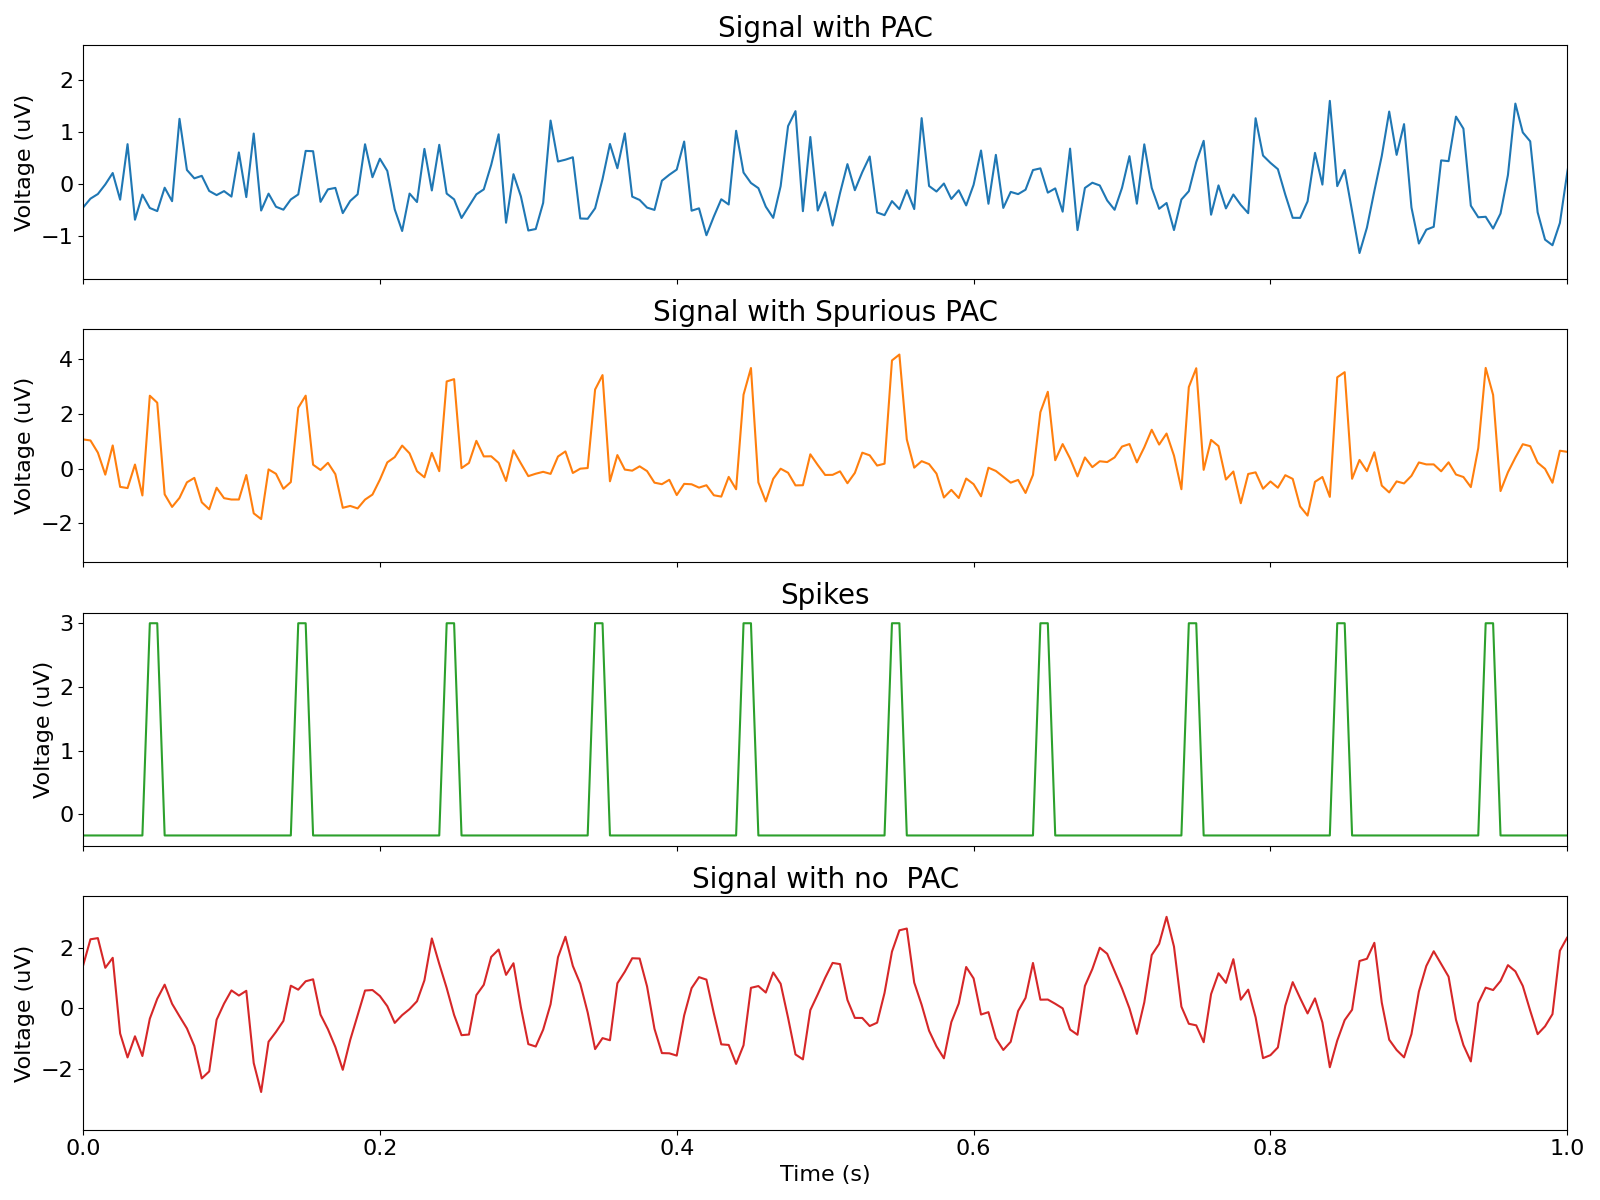 Signal with PAC
Voltage (uV)
2
1
0
−1
Signal with Spurious PAC
Voltage (uV)
4
2
0
−2
Spikes
Voltage (uV)
3
2
1
0
Signal with no  PAC
Voltage (uV)
2
0
−2
0.0 0.2 0.4 0.6 0.8 1.0
Time (s)